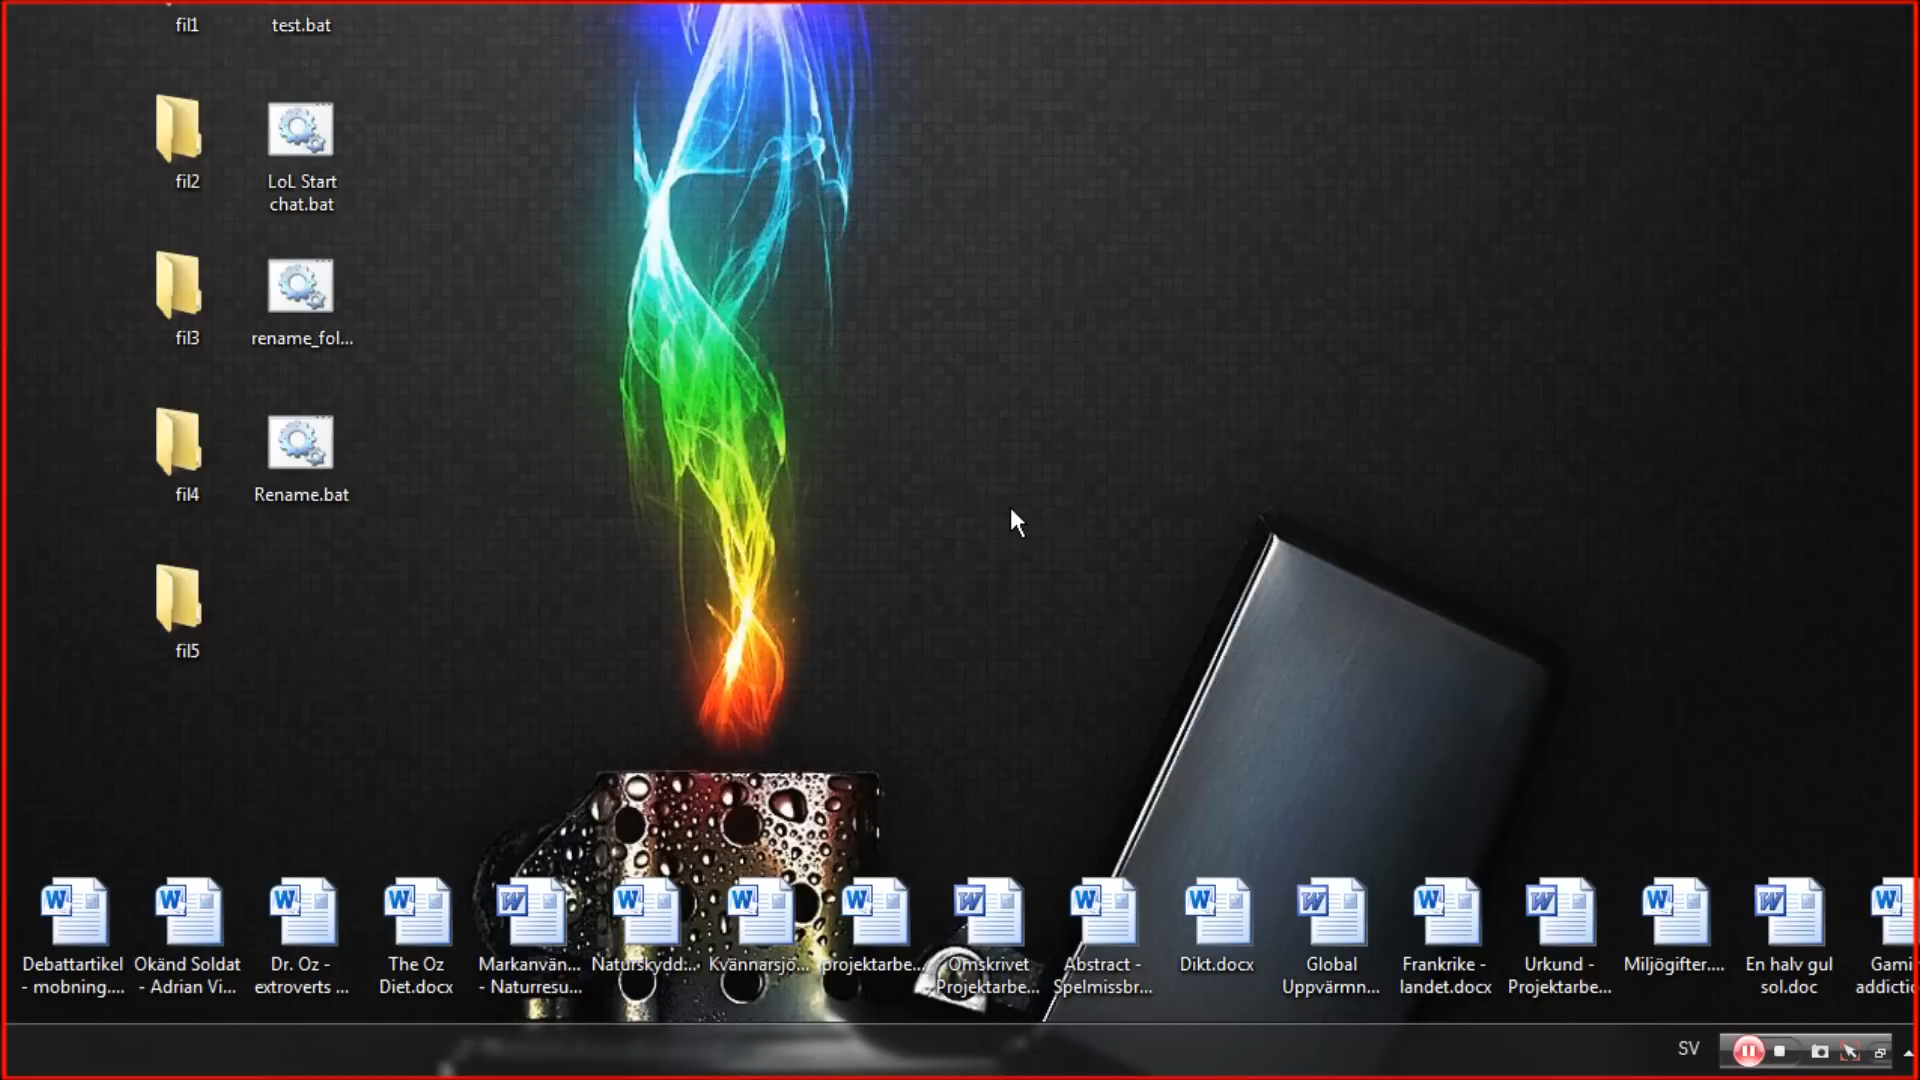 fil1
test.bat
fil2
LoL Start
chat.bat
fil3
rename_fol...
fil4
Rename.bat
fil5
Debattartikel
- mobning....
Okänd Soldat
- Adrian Vi...
Dr. Oz -
extroverts ...
The Oz
Diet.docx
Markanvän...
- Naturresu...
Naturskydd:...
Kvännarsjö...
projektarbe...
Omskrivet
Projektarbe...
Abstract -
Spelmissbr...
Dikt.docx
Global
Uppvärmn...
Frankrike -
landet.docx
Urkund -
Projektarbe...
Miljögifter....
En halv gul
sol.doc
Gami
addictio
SV